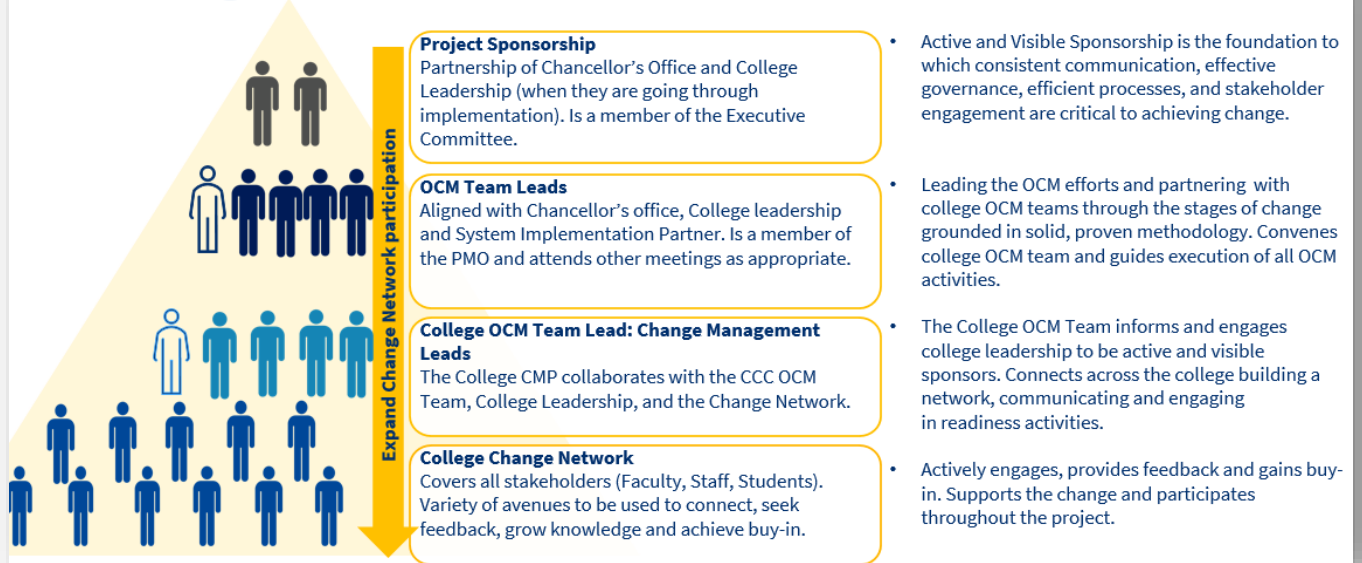 Expand Change Network participation
Project Sponsorship
Partnership of Chancellor's Office and College
Leadership (when they are going through
implementation). Is a member of the Executive
Committee.
• Active and Visible Sponsorship is the foundation to
which consistent communication, effective
governance, efficient processes, and stakeholder
engagement are critical to achieving change.
OCM Team Leads
Aligned with Chancellor's office, College leadership
and System Implementation Partner. Is a member of
the PMO and attends other meetings as appropriate.
• Leading the OCM efforts and partnering with
college OCM teams through the stages of change
grounded in solid, proven methodology. Convenes
college OCM team and guides execution of all OCM
activities.
College OCM Team Lead: Change Management
Leads
The College CMP collaborates with the CCC OCM
Team, College Leadership, and the Change Network.
• The College OCM Team informs and engages
college leadership to be active and visible
sponsors. Connects across the college building a
network, communicating and engaging
in readiness activities.
College Change Network
Covers all stakeholders (Faculty, Staff, Students).
Variety of avenues to be used to connect, seek
feedback, grow knowledge and achieve buy-in.
• Actively engages, provides feedback and gains buy-
in. Supports the change and participates
throughout the project.